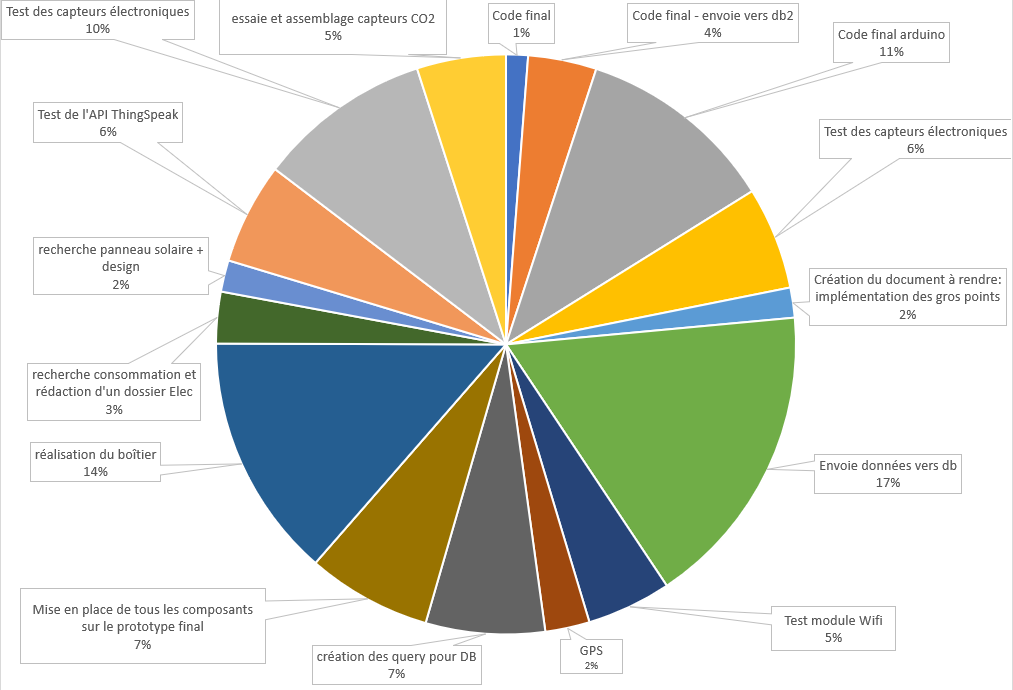 Test des capteurs électroniques
10%
essaie et assemblage capteurs CO2
5%
Code final
1%
Code final - envoie vers db2
4%
Code final arduino
11%
Test de l'API ThingSpeak
6%
Test des capteurs électroniques
6%
recherche panneau solaire +
design
2%
Création du document à rendre:
implémentation des gros points
2%
recherche consommation et
rédaction d'un dossier Elec
3%
réalisation du boîtier
14%
Envoie données vers db
17%
Mise en place de tous les composants
sur le prototype final
7%
création des query pour DB
7%
GPS
2%
Test module Wifi
5%